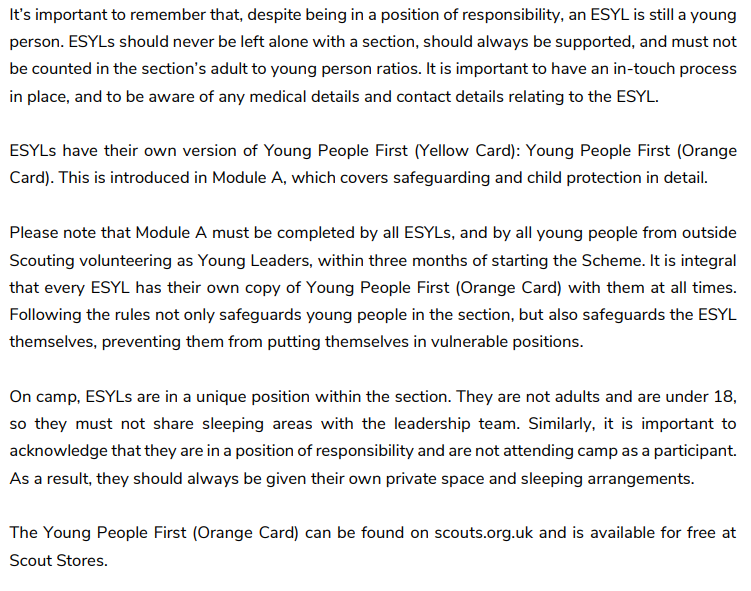 It's important to remember that, despite being in a position of responsibility, an ESYL is still a young
person. ESYLs should never be left alone with a section, should always be supported, and must not
be counted in the section's adult to young person ratios. It is important to have an in-touch process
in place, and to be aware of any medical details and contact details relating to the ESYL.
ESYLs have their own version of Young People First (Yellow Card): Young People First (Orange
Card). This is introduced in Module A, which covers safeguarding and child protection in detail.
Please note that Module A must be completed by all ESYLs, and by all young people from outside
Scouting volunteering as Young Leaders, within three months of starting the Scheme. It is integral
that every ESYL has their own copy of Young People First (Orange Card) with them at all times.
Following the rules not only safeguards young people in the section, but also safeguards the ESYL
themselves, preventing them from putting themselves in vulnerable positions.
On camp, ESYLs are in a unique position within the section. They are not adults and are under 18,
so they must not share sleeping areas with the leadership team. Similarly, it is important to
acknowledge that they are in a position of responsibility and are not attending camp as a participant.
As a result, they should always be given their own private space and sleeping arrangements.
The Young People First (Orange Card) can be found on scouts.org.uk and is available for free at
Scout Stores.